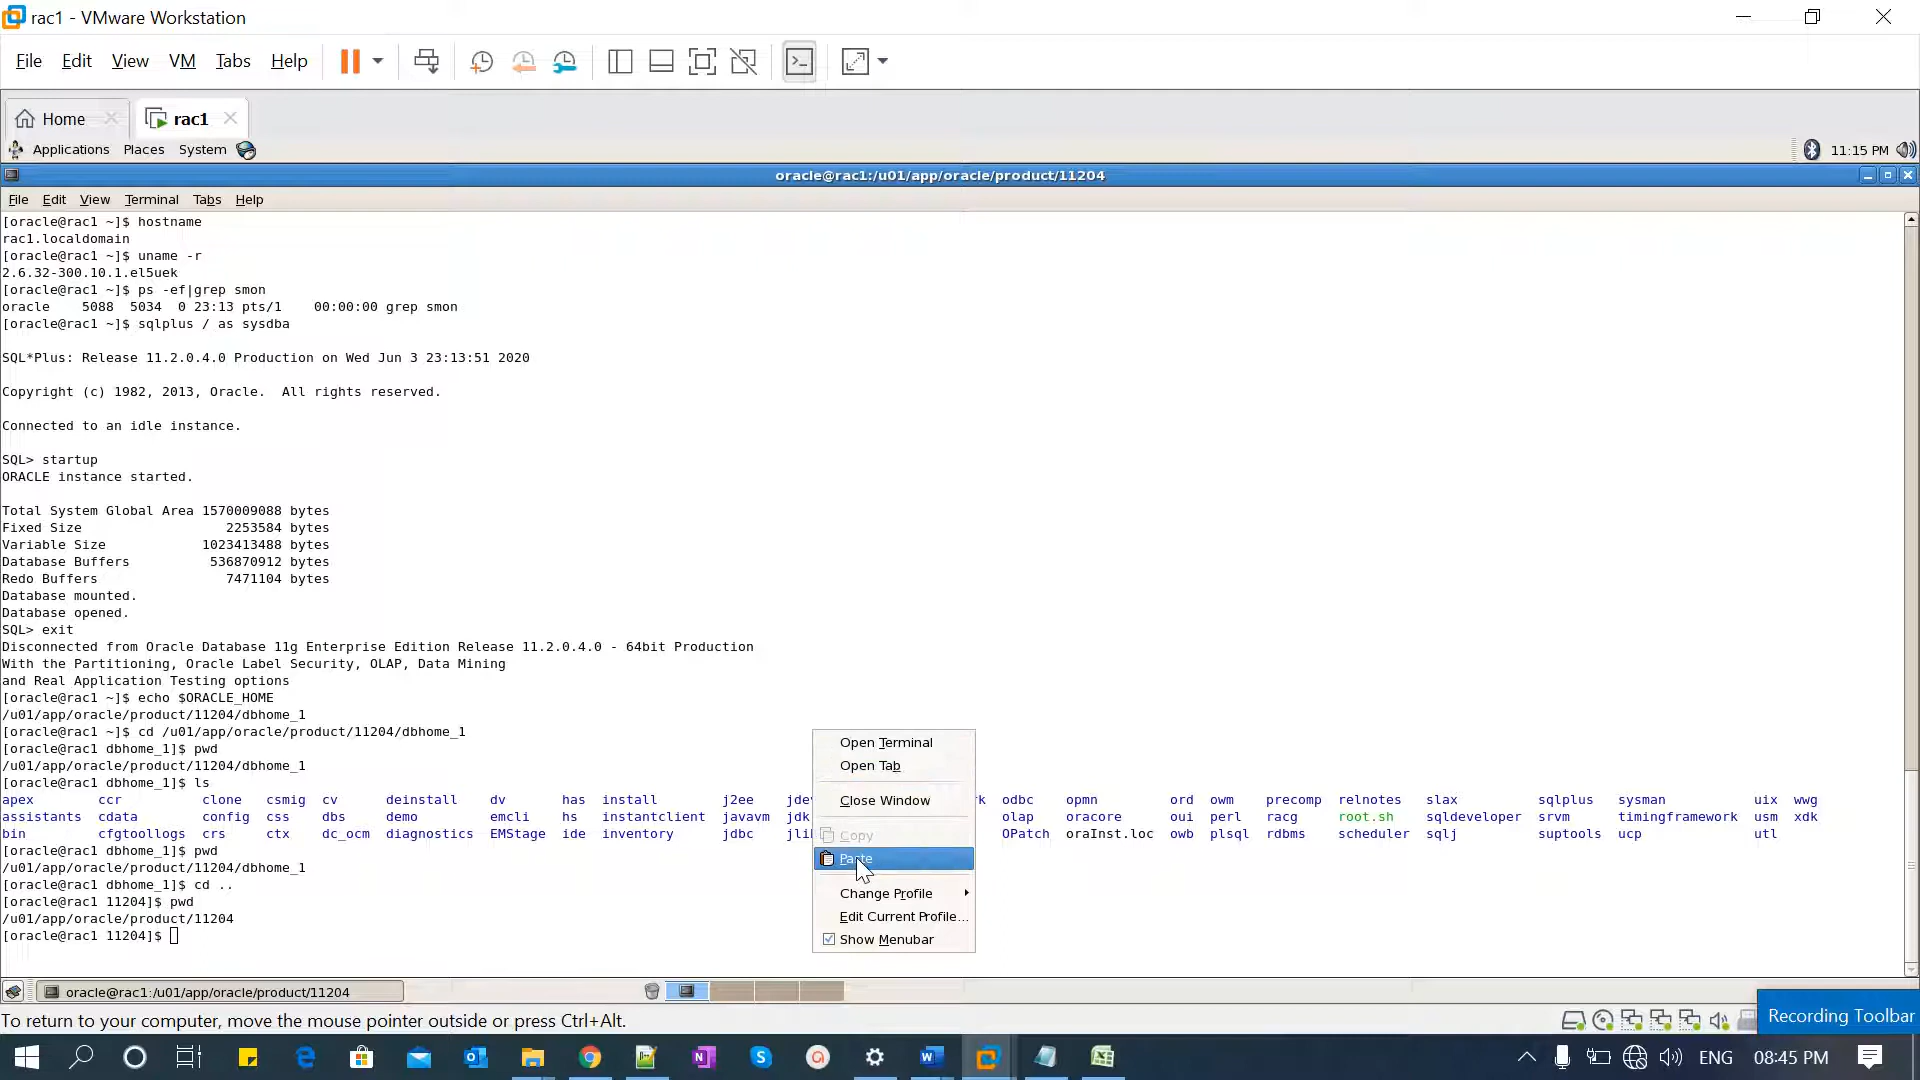 rac1 - VMware Workstation
File Edit View VM Tabs Help
Home rac1
Applications Places System 11:15 PM
oracle@rac1:/u01/app/oracle/product/11204
File Edit View Terminal Tabs Help
[oracle@rac1 ~]$ hostname
rac1.localdomain
[oracle@rac1 ~]$ uname -r
2.6.32-300.10.1.el5uek
[oracle@rac1 ~]$ ps -ef|grep smon
oracle    5088  5034  0 23:13 pts/1    00:00:00 grep smon
[oracle@rac1 ~]$ sqlplus / as sysdba
SQL*Plus: Release 11.2.0.4.0 Production on Wed Jun 3 23:13:51 2020
Copyright (c) 1982, 2013, Oracle.  All rights reserved.
Connected to an idle instance.
SQL> startup
ORACLE instance started.
Total System Global Area 1570009088 bytes
Fixed Size                  2253584 bytes
Variable Size            1023413488 bytes
Database Buffers          536870912 bytes
Redo Buffers                7471104 bytes
Database mounted.
Database opened.
SQL> exit
Disconnected from Oracle Database 11g Enterprise Edition Release 11.2.0.4.0 - 64bit Production
With the Partitioning, Oracle Label Security, OLAP, Data Mining
and Real Application Testing options
[oracle@rac1 ~]$ echo $ORACLE_HOME
/u01/app/oracle/product/11204/dbhome_1
[oracle@rac1 ~]$ cd /u01/app/oracle/product/11204/dbhome_1
[oracle@rac1 dbhome_1]$ pwd
/u01/app/oracle/product/11204/dbhome_1
[oracle@rac1 dbhome_1]$ ls
apex ccr clone csmig cv deinstall dv has install j2ee odbc opmn ord owm precomp relnotes slax sqlplus sysman uix wwg
assistants cdata config css dbs demo emcli hs instantclient javavm jdk olap oracore oui perl racg root.sh sqldeveloper srvm timingframework usm xdk
bin cfgtoollogs crs ctx dc_ocm diagnostics EMStage ide inventory jdbc OPatch oraInst.loc owb plsql rdbms scheduler sqlj suptools ucp utl
[oracle@rac1 dbhome_1]$ pwd
/u01/app/oracle/product/11204/dbhome_1
[oracle@rac1 dbhome_1]$ cd ..
[oracle@rac1 11204]$ pwd
/u01/app/oracle/product/11204
[oracle@rac1 11204]$
Open Terminal
Open Tab
Close Window
Copy
Paste
Change Profile
Edit Current Profile...
Show Menubar
oracle@rac1:/u01/app/oracle/product/11204
To return to your computer, move the mouse pointer outside or press Ctrl+Alt.
Recording Toolbar
ENG 08:45 PM